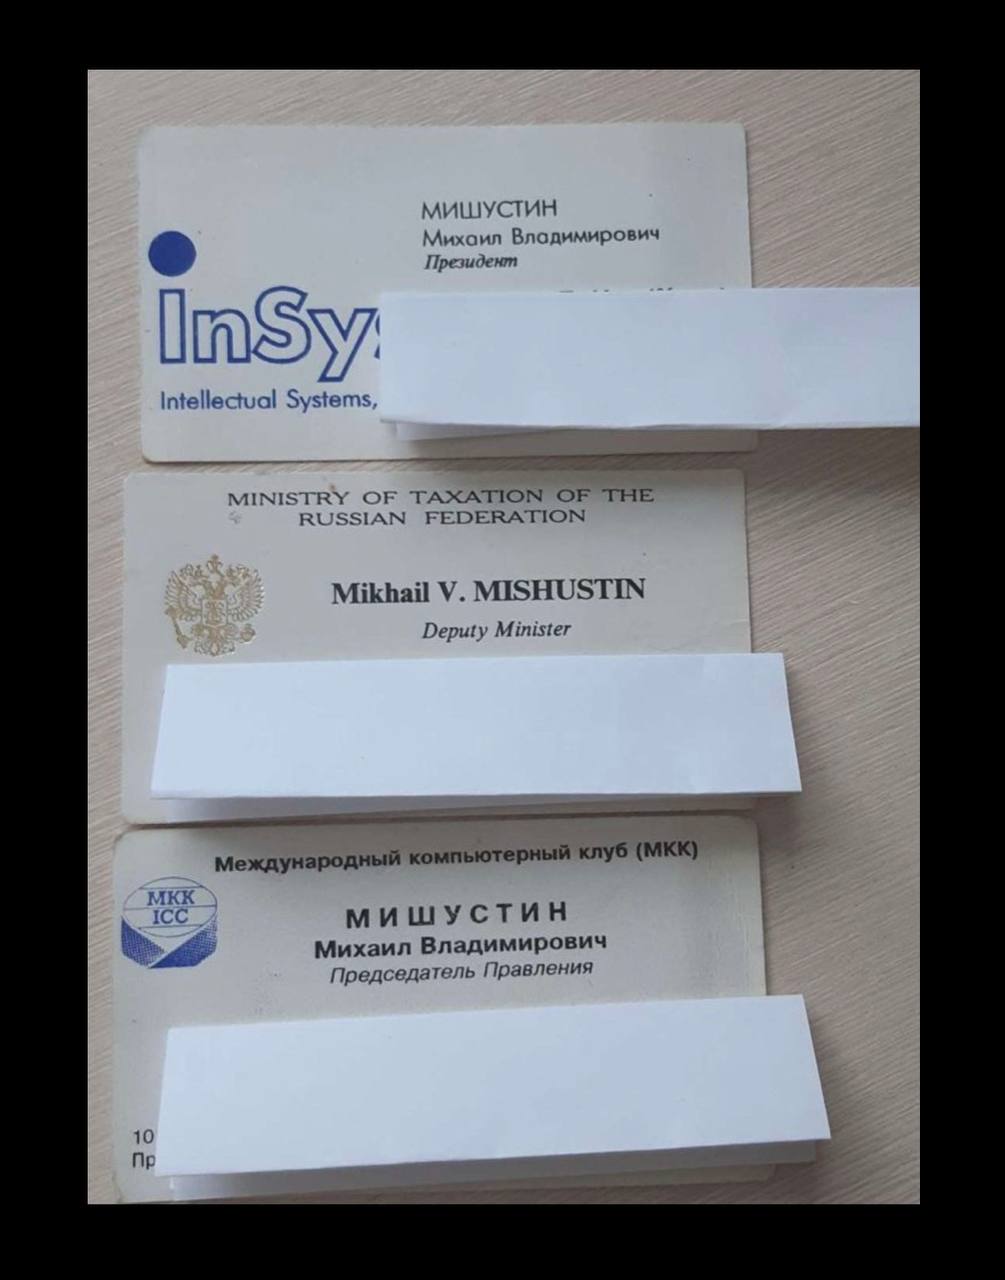 МИШУСТИН
Михаил Владимирович
Президент
InSy
Intellectual Systems,
MINISTRY OF TAXATION OF THE
RUSSIAN FEDERATION
Mikhail V. MISHUSTIN
Deputy Minister
Международный компьютерный клуб (МКК)
МКК
ICC
МИШУСТИН
Михаил Владимирович
Председатель Правления
10
Пр